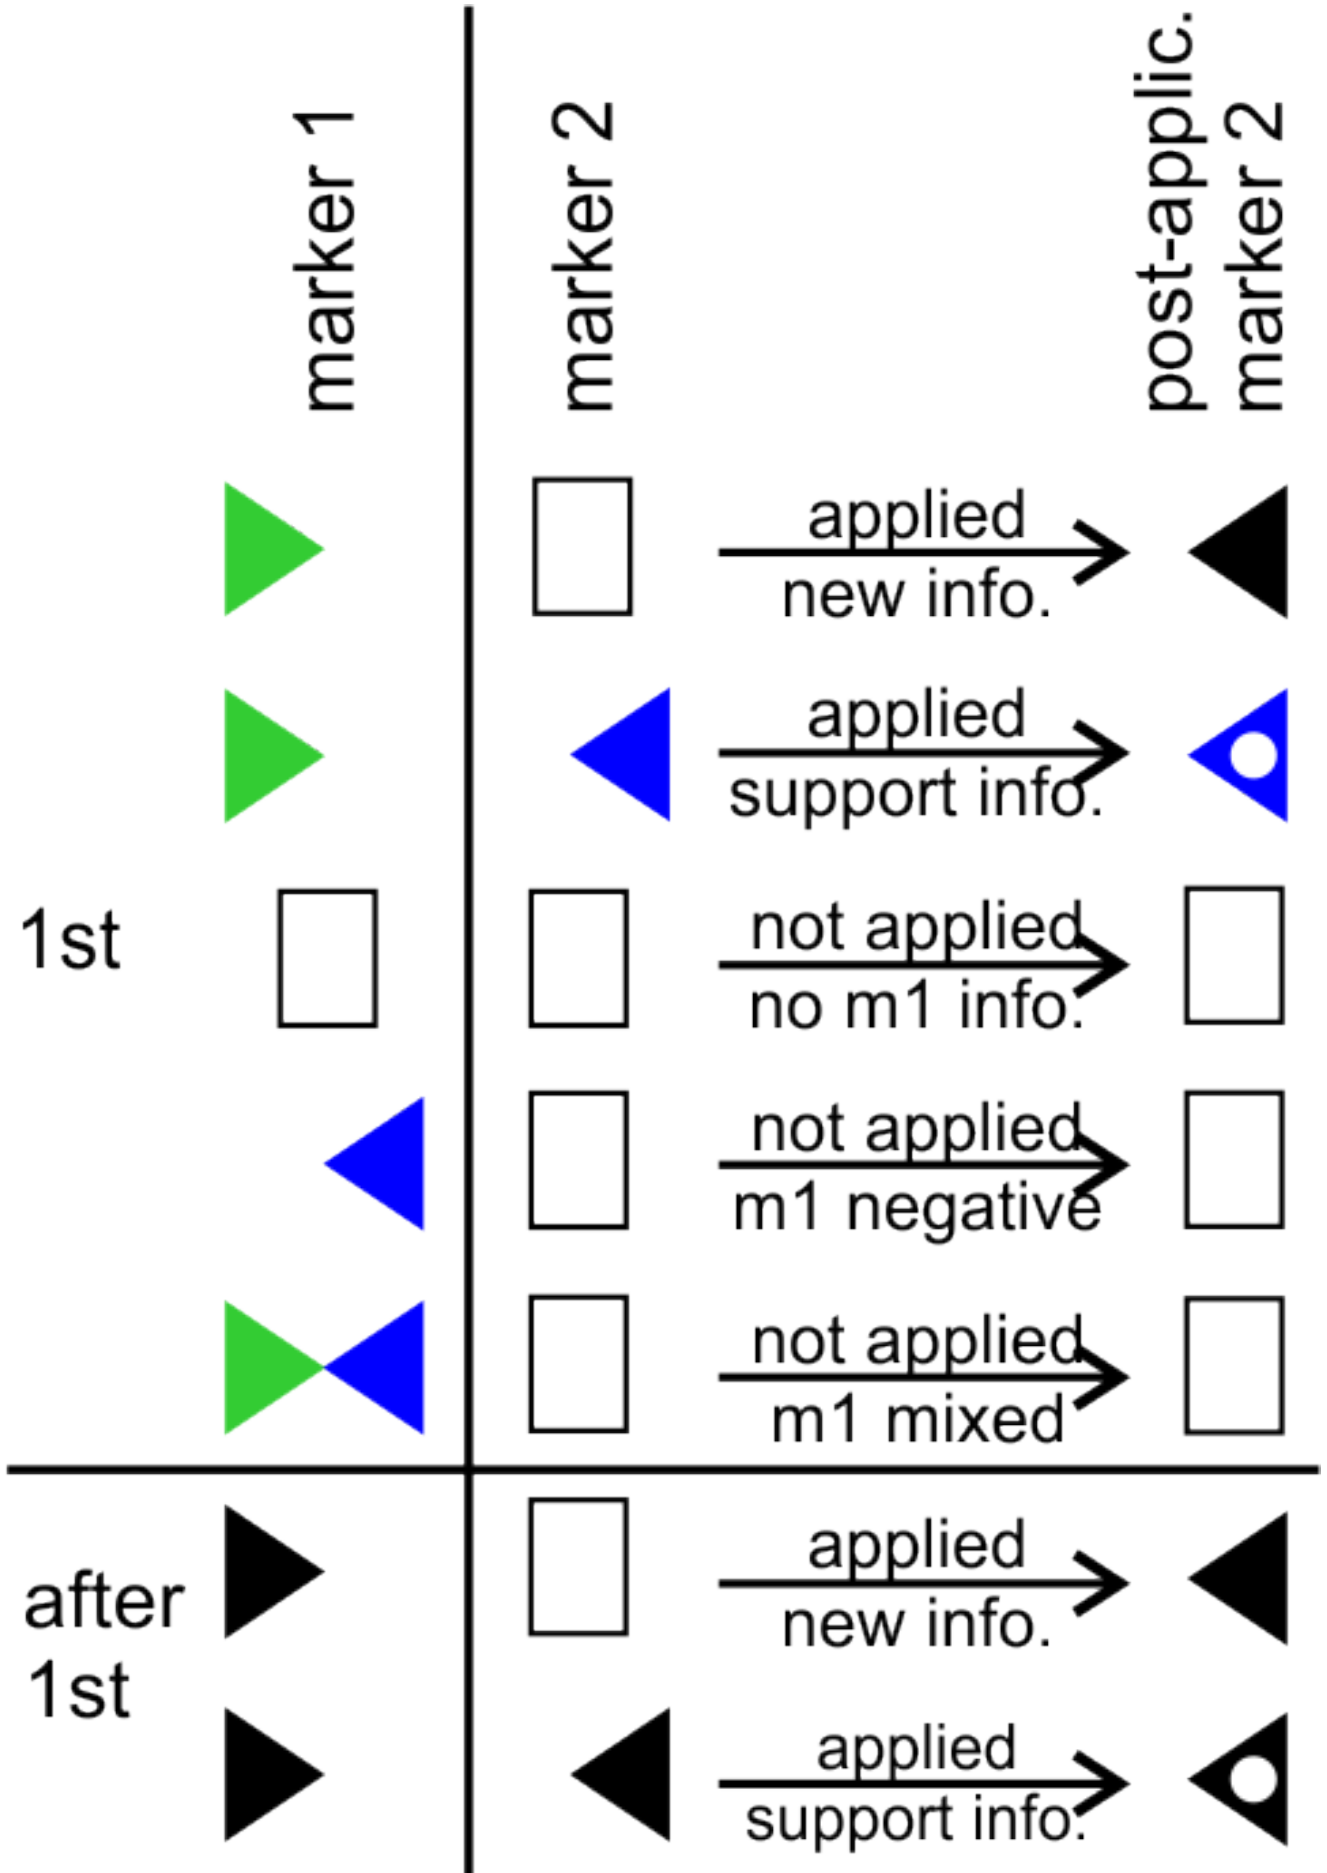 marker 1
marker 2
post-applic.
marker 2
applied
new info.
applied
support info.
1st
not applied
no m1 info.
not applied
m1 negative
not applied
m1 mixed
after
1st
applied
new info.
applied
support info.